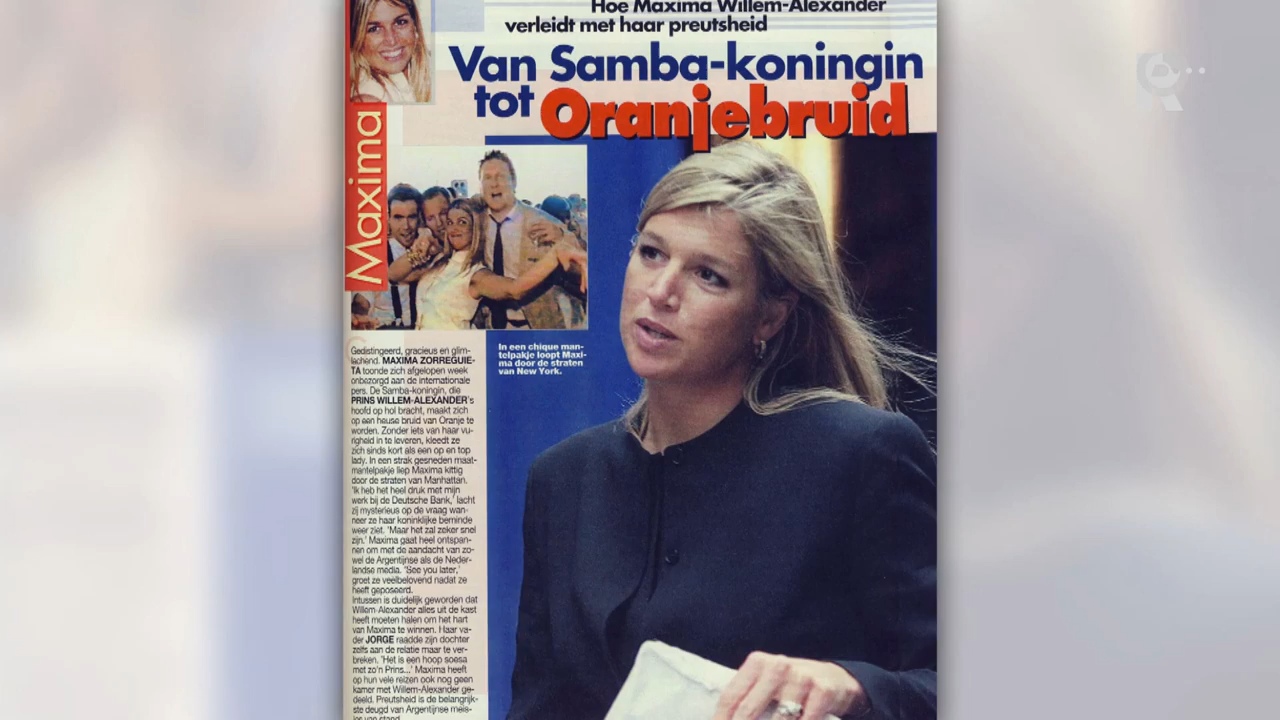 Hoe Maxima Willem-Alexander
verleidt met haar preutsheid
Van Samba-koningin
tot Oranjebruid
Maxima
In een chique man-
telpakje loopt Maxi-
ma door de straten
van New York.
Gedistingeerd, gracieus en glim-
lachend. MAXIMA ZORREGUIE-
TA toonde zich afgelopen week
onbezorgd aan de internationale
pers. De Samba-koningin, die
PRINS WILLEM-ALEXANDER's
hoofd op hol bracht, maakt zich
op een heuse bruid van Oranje te
worden. Zonder iets van haar vu-
righeid in te leveren, kleedt ze
zich sinds kort als een op en top
lady. In een strak gesneden maat-
mantelpakje liep Maxima kittig
door de straten van Manhattan.
'Ik heb het heel druk met mijn
werk bij de Deutsche Bank,' lacht
zij mysterieus op de vraag wan-
neer ze haar koninklijke beminde
weer ziet. 'Maar het zal zeker snel
zijn.' Maxima gaat heel ontspan-
nen om met de aandacht van zo-
wel de Argentijnse als de Neder-
landse media. 'See you later,'
groet ze veelbelovend nadat ze
heeft geposeerd.
Intussen is duidelijk geworden dat
Willem-Alexander alles uit de kast
heeft moeten halen om het hart
van Maxima te winnen. Haar va-
der JORGE raadde zijn dochter
zelfs aan de relatie maar te ver-
breken. 'Het is een hoop soesa
met zo'n Prins...' Maxima heeft
op hun vele reizen ook nog geen
kamer met Willem-Alexander ge-
deeld. Preutsheid is de belangrijk-
ste deugd van Argentijnse meis-
jes van stand.